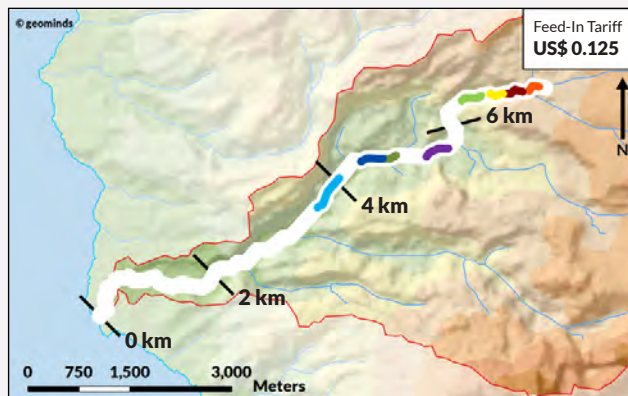 © geominds
Feed-In Tariff
US$ 0.125
6 km
N
4 km
2 km
0 km
0 750 1,500 3,000
Meters